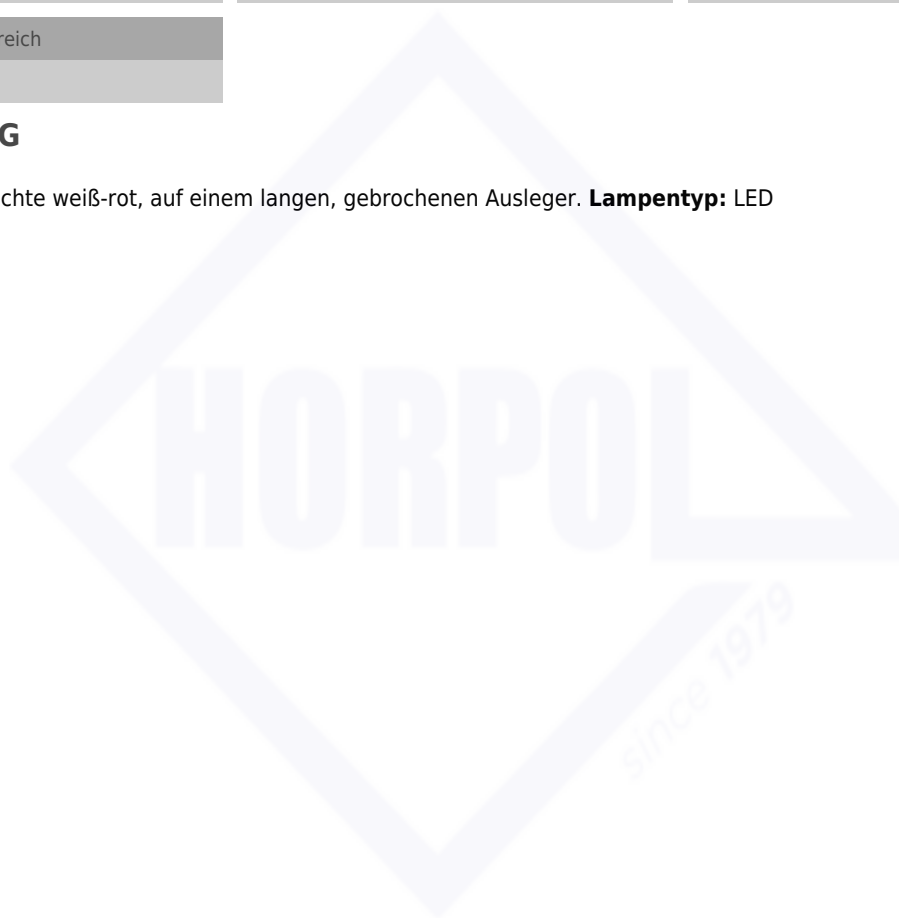 reich
G
chte weiß-rot, auf einem langen, gebrochenen Ausleger. Lampentyp: LED
HORPOL
since 1979